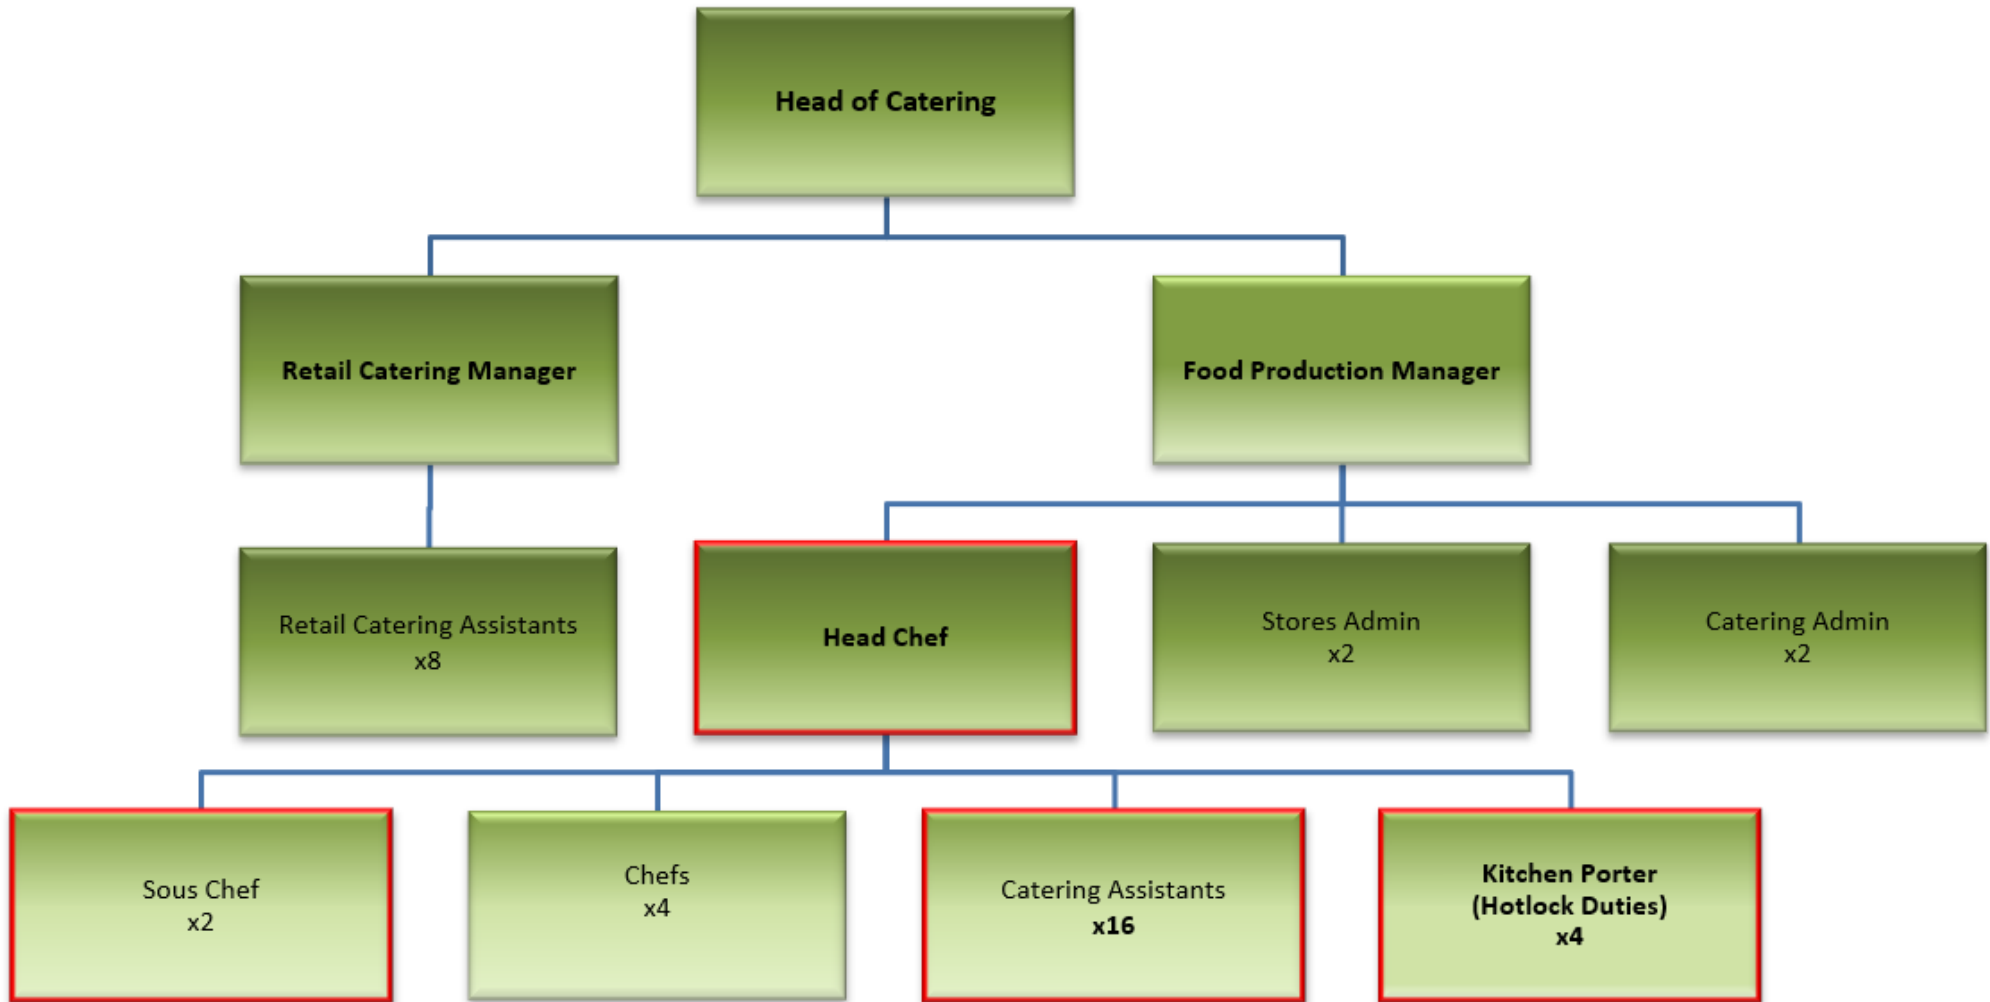 Head of Catering
Retail Catering Manager
Food Production Manager
Retail Catering Assistants
x8
Head Chef
Stores Admin
x2
Catering Admin
x2
Sous Chef
x2
Chefs
x4
Catering Assistants
x16
Kitchen Porter
(Hotlock Duties)
x4